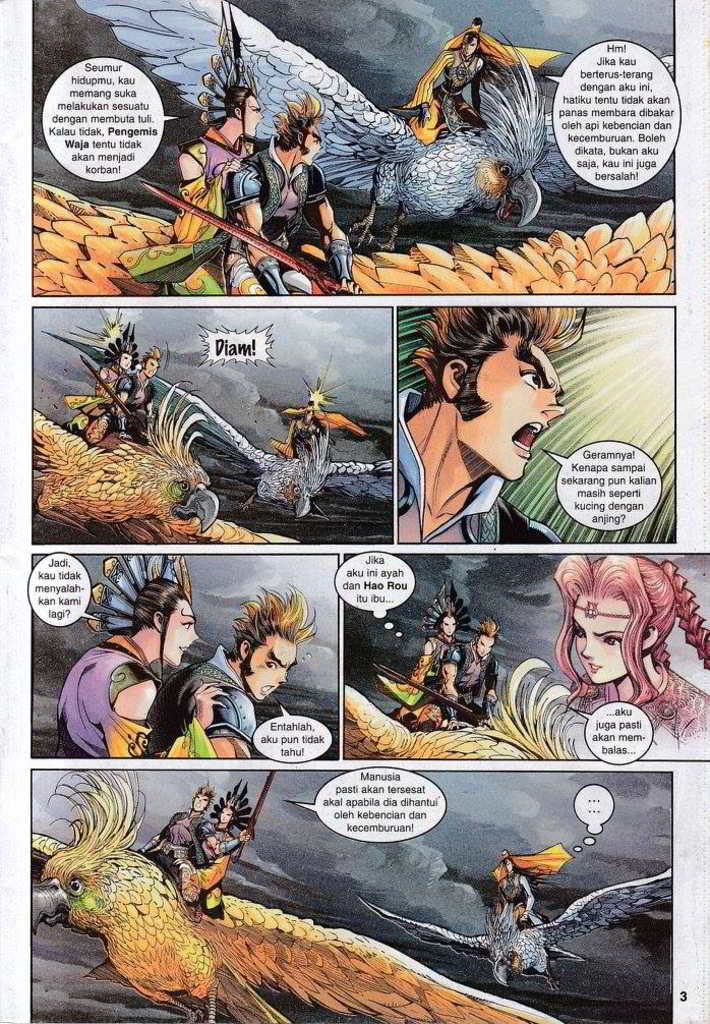 Seumur
hidupmu, kau
memang suka
melakukan sesuatu
dengan membuta tuli.
Kalau tidak, Pengemis
Waja tentu tidak
akan menjadi
korban!
Hm!
Jika kau
berterus-terang
dengan aku ini,
hatiku tentu tidak akan
panas membara dibakar
oleh api kebencian dan
kecemburuan. Boleh
dikata, bukan aku
saja, kau ini juga
bersalah!
Diam!
Geramnya!
Kenapa sampai
sekarang pun kalian
masih seperti
kucing dengan
anjing?
Jadi,
kau tidak
menyalah-
kan kami
lagi?
Entahlah,
aku pun tidak
tahu!
Jika
aku ini ayah
dan Hao Rou
itu ibu...
...aku
juga pasti
akan mem-
balas...
Manusia
pasti akan tersesat
akal apabila dia dihantui
oleh kebencian dan
kecemburuan!
...
...
3